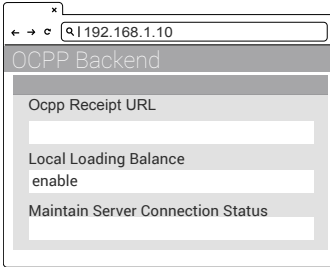 192.168.1.10
OCPP Backend
Ocpp Receipt URL
Local Loading Balance
enable
Maintain Server Connection Status